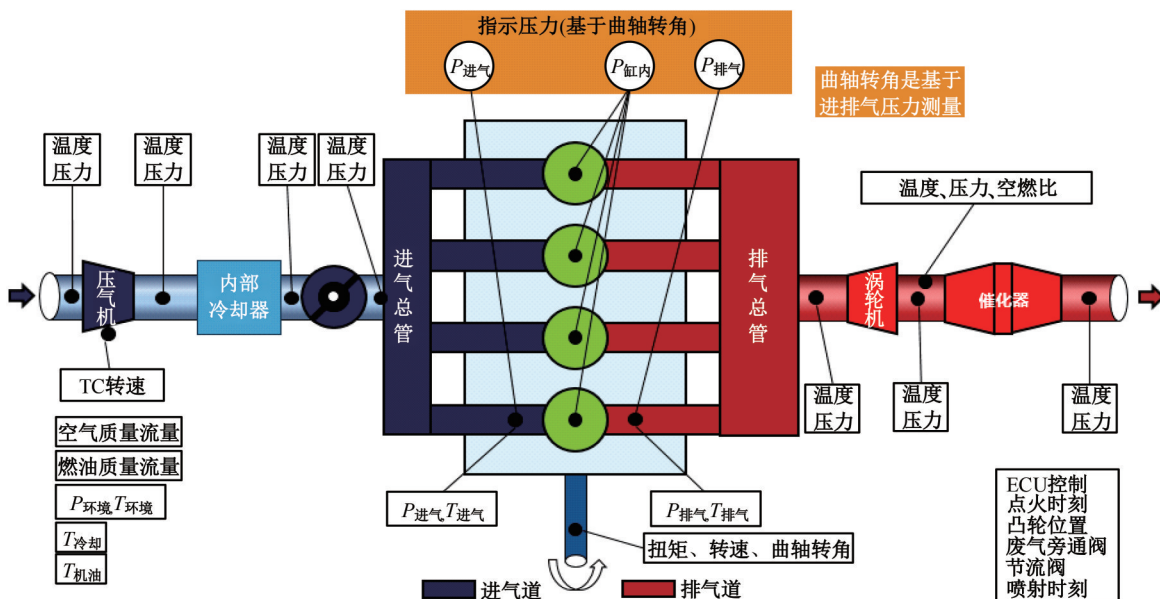 指示压力(基于曲轴转角)
P进气
P缸内
P排气
曲轴转角是基于
进排气压力测量
温度
压力
温度
压力
温度
压力
温度
压力
温度、压力、空燃比
压气机
内部
冷却器
进气总管
排气总管
涡轮机
催化器
TC转速
温度
压力
温度
压力
温度
压力
空气质量流量
燃油质量流量
P环境,T环境
T冷却
T机油
P进气,T进气
P排气,T排气
扭矩、转速、曲轴转角
进气道
排气道
ECU控制
点火时刻
凸轮位置
废气旁通阀
节流阀
喷射时刻